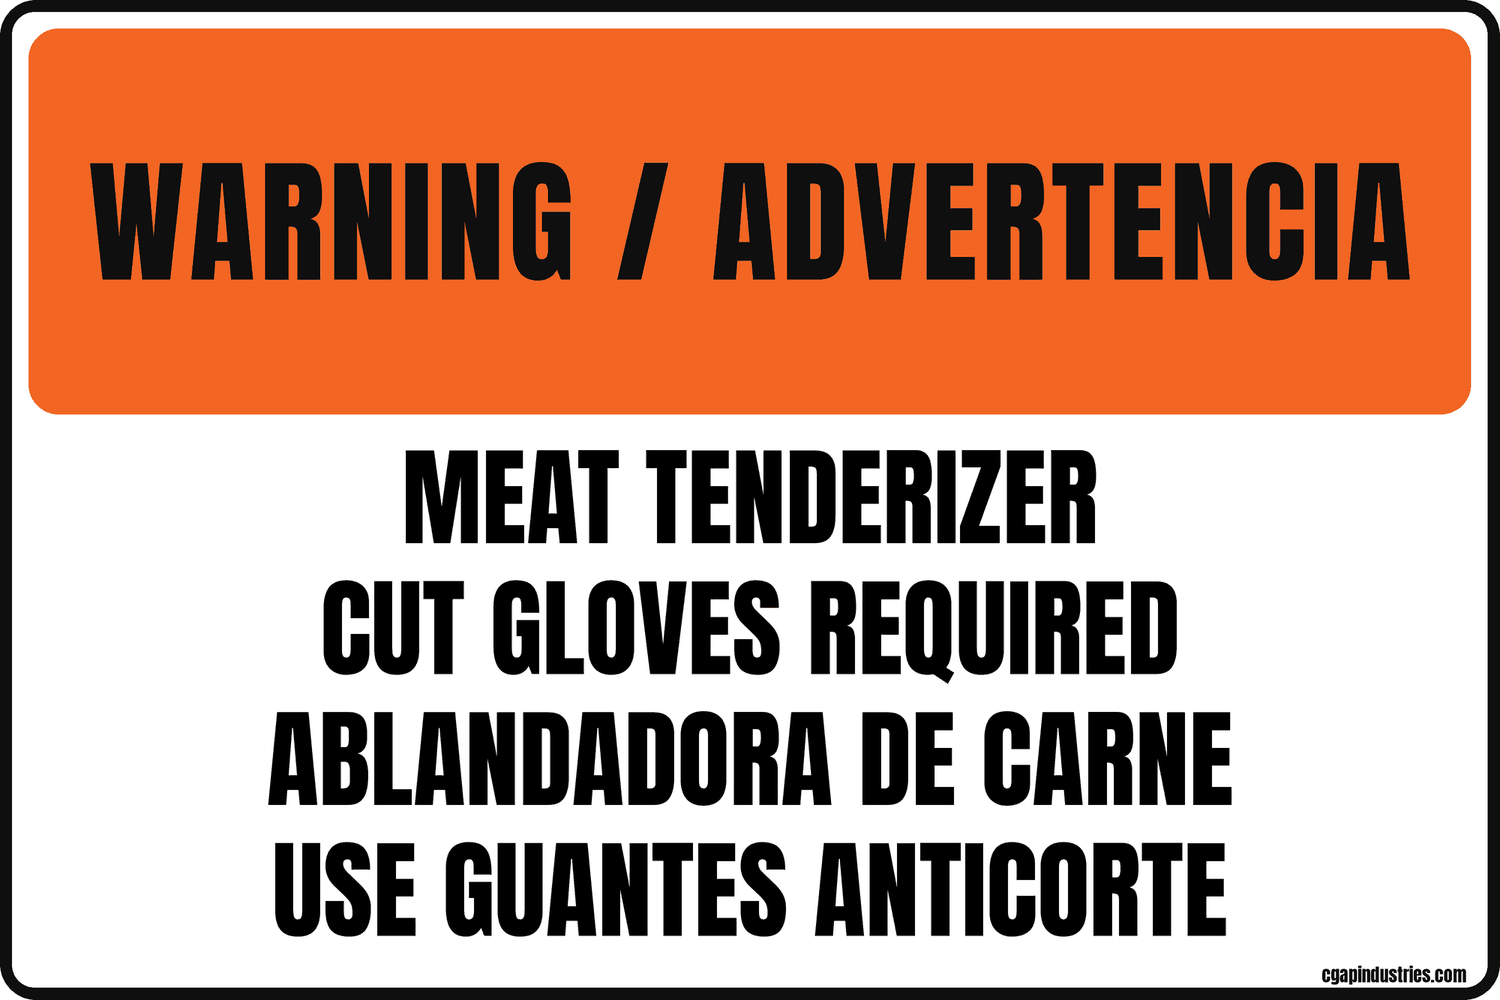 WARNING / ADVERTENCIA
MEAT TENDERIZER
CUT GLOVES REQUIRED
ABLANDADORA DE CARNE
USE GUANTES ANTICORTE
cgapindustries.com